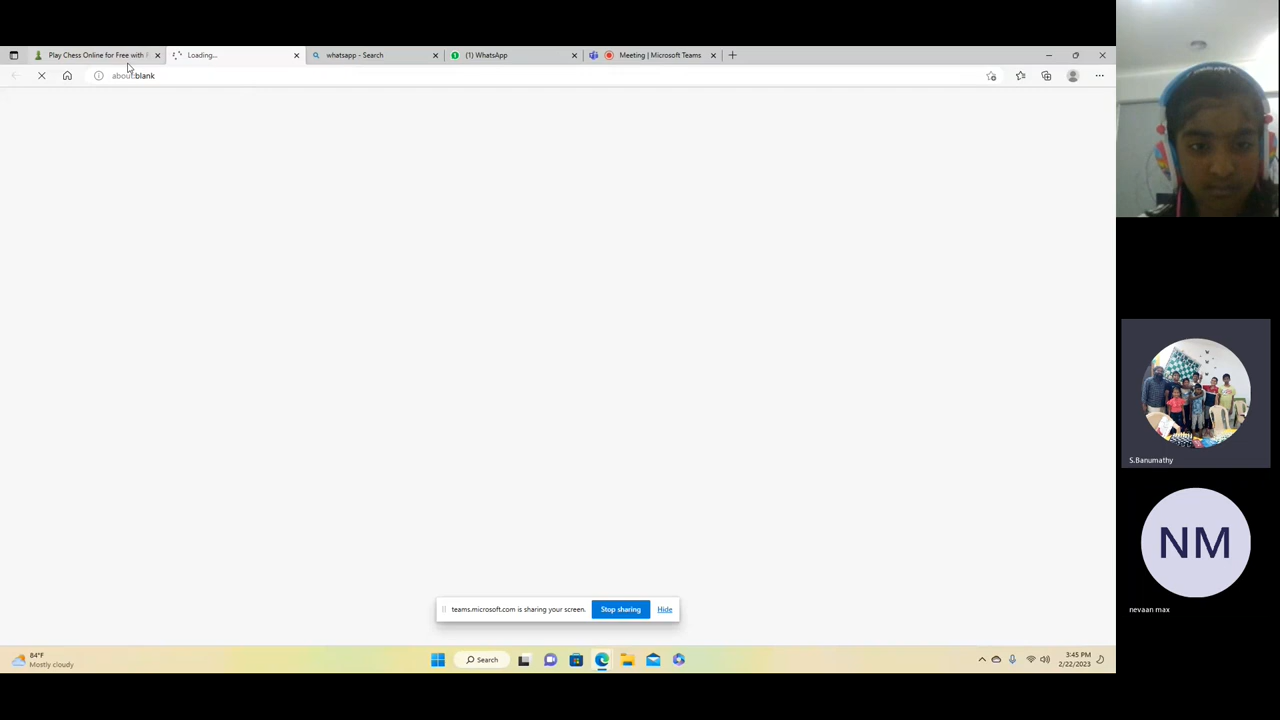 Play Chess Online for Free with
Loading...
whatsapp - Search
(1) WhatsApp
Meeting | Microsoft Teams
about:blank
S.Banumathy
teams.microsoft.com is sharing your screen.
Stop sharing
Hide
NM
nevaan max
84°F
Mostly cloudy
Search
3:45 PM
2/22/2023